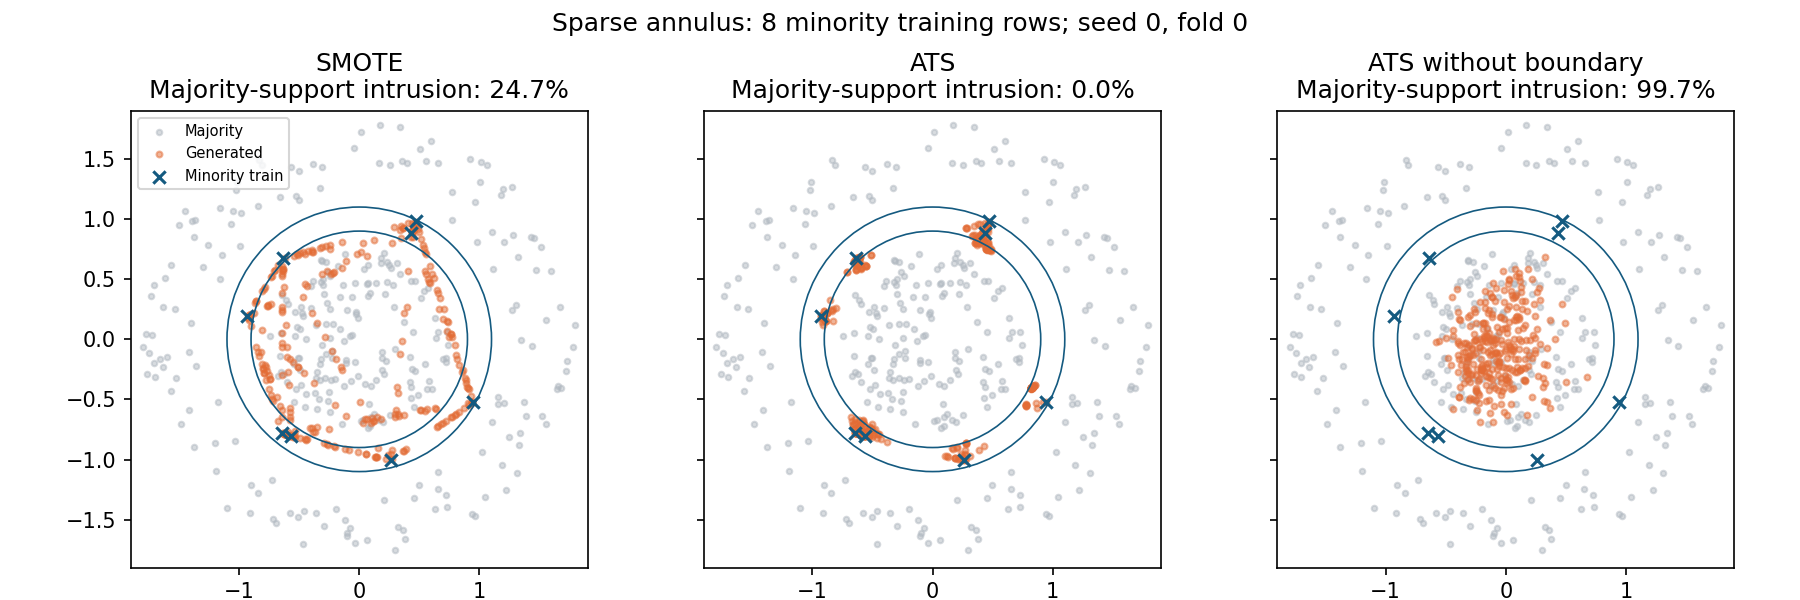 Sparse annulus: 8 minority training rows; seed 0, fold 0
SMOTE
Majority-support intrusion: 24.7%
ATS
Majority-support intrusion: 0.0%
ATS without boundary
Majority-support intrusion: 99.7%
Majority
Generated
Minority train
1.5
1.0
0.5
0.0
−0.5
−1.0
−1.5
−1 0 1
−1 0 1
−1 0 1